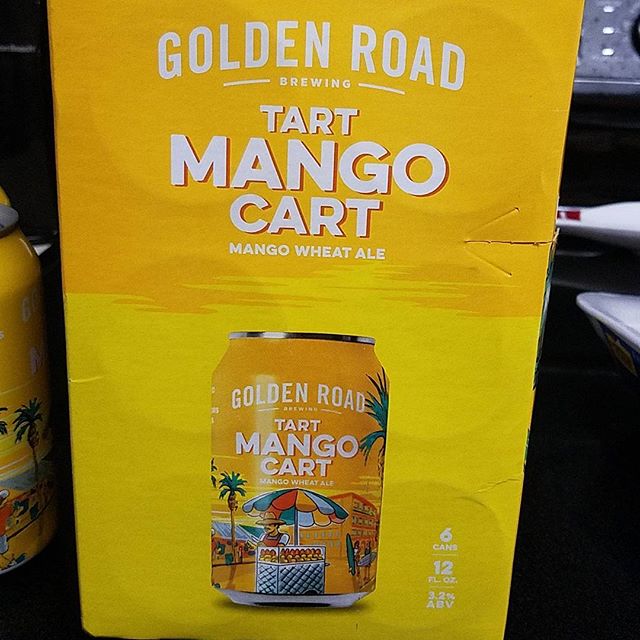 GOLDEN ROAD
BREWING
TART
MANGO
CART
MANGO WHEAT ALE
GOLDEN ROAD
BREWING
TART
MANGO
CART
MANGO WHEAT ALE
6
CANS
12
FL. OZ.
3.2%
ABV